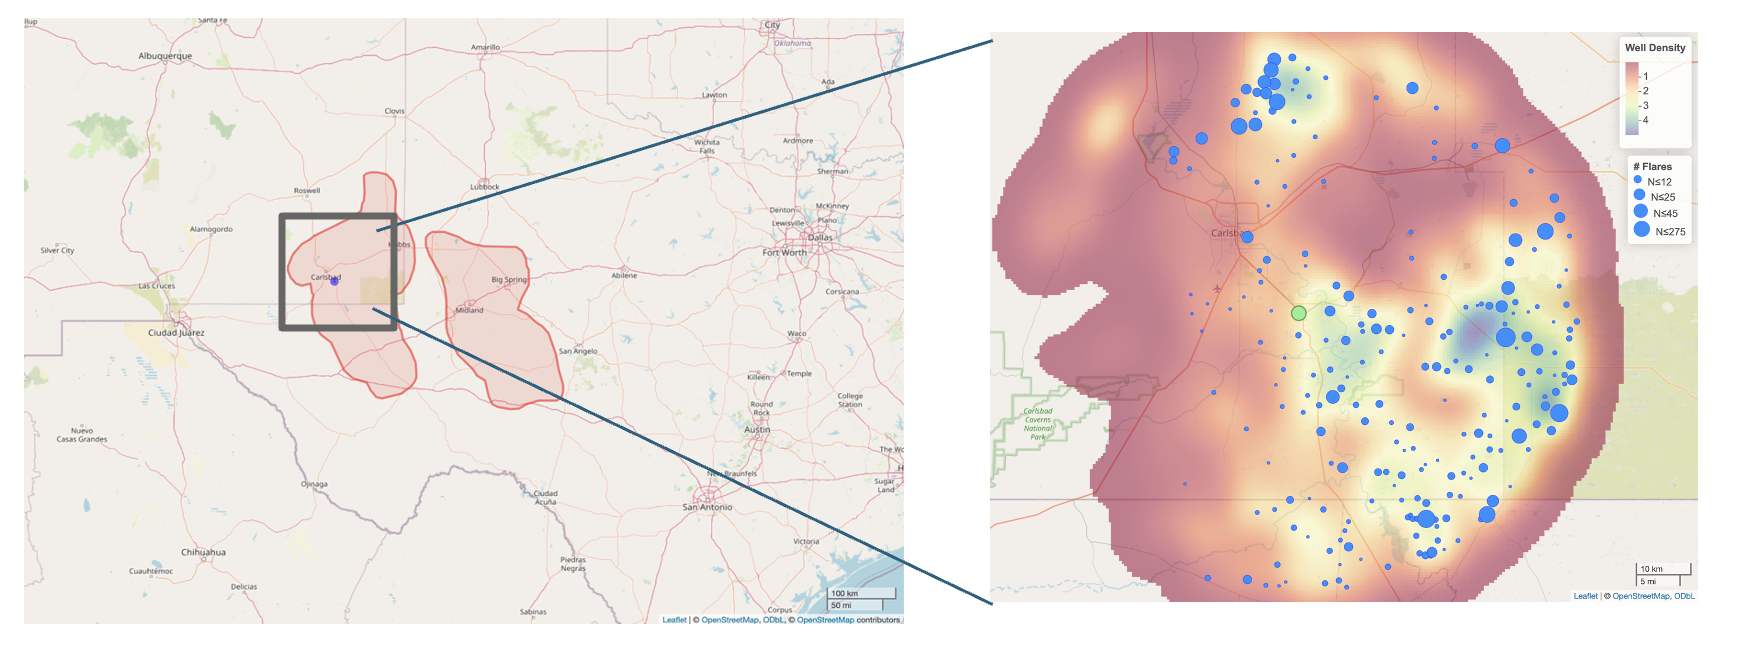 Santa Fe
City
Oklahoma
Albuquerque
Amarillo
Ada
Lawton
Clovis
Wichita
Falls
Ardmore
Sherman
Roswell
Lubbock
Denton
McKinney
Lewisville
Plano
Dallas
Fort Worth
Alamogordo
Silver City
Carlsbad
Big Spring
Abilene
Las Cruces
Corsicana
Midland
Ciudad Juárez
Waco
San Angelo
Killeen
Temple
College
Station
Round
Rock
Austin
Nuevo
Casas Grandes
The Wo
New Braunfels
Sugar
Land
Ojinaga
Ciudad
Acuña
San Antonio
Victoria
Chihuahua
Piedras
Negras
Cuauhtémoc
Delicias
Sabinas
Corpus
100 km
50 mi
Leaflet | © OpenStreetMap, ODbL, © OpenStreetMap contributors
Well Density
1
2
3
4
# Flares
N≤12
N≤25
N≤45
N≤275
Carlsbad
Caverns
National
Park
10 km
5 mi
Leaflet | © OpenStreetMap, ODbL